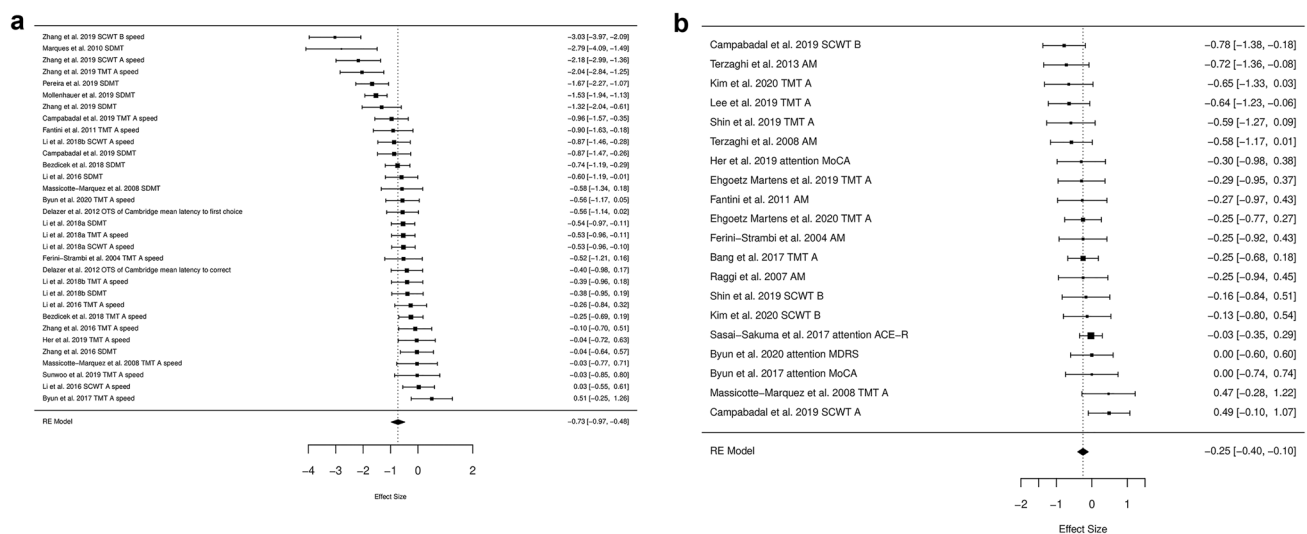 a
Zhang et al. 2019 SCWT B speed −3.03 [−3.97, −2.09]
Marques et al. 2010 SDMT −2.79 [−4.09, −1.49]
Zhang et al. 2019 SCWT A speed −2.18 [−2.99, −1.36]
Zhang et al. 2019 TMT A speed −2.04 [−2.84, −1.25]
Pereira et al. 2019 SDMT −1.67 [−2.27, −1.07]
Mollenhauer et al. 2019 SDMT −1.53 [−1.94, −1.13]
Zhang et al. 2019 SDMT −1.32 [−2.04, −0.61]
Campabadal et al. 2019 TMT A speed −0.96 [−1.57, −0.35]
Fantini et al. 2011 TMT A speed −0.90 [−1.63, −0.18]
Li et al. 2018b SCWT A speed −0.87 [−1.46, −0.28]
Campabadal et al. 2019 SDMT −0.87 [−1.47, −0.26]
Bezdicek et al. 2018 SDMT −0.74 [−1.19, −0.29]
Li et al. 2016 SDMT −0.60 [−1.19, −0.01]
Massicotte−Marquez et al. 2008 SDMT −0.58 [−1.34, 0.18]
Byun et al. 2020 TMT A speed −0.56 [−1.17, 0.05]
Delazer et al. 2012 OTS of Cambridge mean latency to first choice −0.56 [−1.14, 0.02]
Li et al. 2018a SDMT −0.54 [−0.97, −0.11]
Li et al. 2018a TMT A speed −0.53 [−0.96, −0.11]
Li et al. 2018a SCWT A speed −0.53 [−0.96, −0.10]
Ferini−Strambi et al. 2004 TMT A speed −0.52 [−1.21, 0.16]
Delazer et al. 2012 OTS of Cambridge mean latency to correct −0.40 [−0.98, 0.17]
Li et al. 2018b TMT A speed −0.39 [−0.96, 0.18]
Li et al. 2018b SDMT −0.38 [−0.95, 0.19]
Li et al. 2016 TMT A speed −0.26 [−0.84, 0.32]
Bezdicek et al. 2018 TMT A speed −0.25 [−0.69, 0.19]
Zhang et al. 2016 TMT A speed −0.10 [−0.70, 0.51]
Her et al. 2019 TMT A speed −0.04 [−0.72, 0.63]
Zhang et al. 2016 SDMT −0.04 [−0.64, 0.57]
Massicotte−Marquez et al. 2008 TMT A speed −0.03 [−0.77, 0.71]
Sunwoo et al. 2019 TMT A speed −0.03 [−0.85, 0.80]
Li et al. 2016 SCWT A speed 0.03 [−0.55, 0.61]
Byun et al. 2017 TMT A speed 0.51 [−0.25, 1.26]
RE Model −0.73 [−0.97, −0.48]
−4 −3 −2 −1 0 2
Effect Size
b
Campabadal et al. 2019 SCWT B −0.78 [−1.38, −0.18]
Terzaghi et al. 2013 AM −0.72 [−1.36, −0.08]
Kim et al. 2020 TMT A −0.65 [−1.33, 0.03]
Lee et al. 2019 TMT A −0.64 [−1.23, −0.06]
Shin et al. 2019 TMT A −0.59 [−1.27, 0.09]
Terzaghi et al. 2008 AM −0.58 [−1.17, 0.01]
Her et al. 2019 attention MoCA −0.30 [−0.98, 0.38]
Ehgoetz Martens et al. 2019 TMT A −0.29 [−0.95, 0.37]
Fantini et al. 2011 AM −0.27 [−0.97, 0.43]
Ehgoetz Martens et al. 2020 TMT A −0.25 [−0.77, 0.27]
Ferini−Strambi et al. 2004 AM −0.25 [−0.92, 0.43]
Bang et al. 2017 TMT A −0.25 [−0.68, 0.18]
Raggi et al. 2007 AM −0.25 [−0.94, 0.45]
Shin et al. 2019 SCWT B −0.16 [−0.84, 0.51]
Kim et al. 2020 SCWT B −0.13 [−0.80, 0.54]
Sasai−Sakuma et al. 2017 attention ACE−R −0.03 [−0.35, 0.29]
Byun et al. 2020 attention MDRS 0.00 [−0.60, 0.60]
Byun et al. 2017 attention MoCA 0.00 [−0.74, 0.74]
Massicotte−Marquez et al. 2008 TMT A 0.47 [−0.28, 1.22]
Campabadal et al. 2019 SCWT A 0.49 [−0.10, 1.07]
RE Model −0.25 [−0.40, −0.10]
−2 −1 0 1
Effect Size